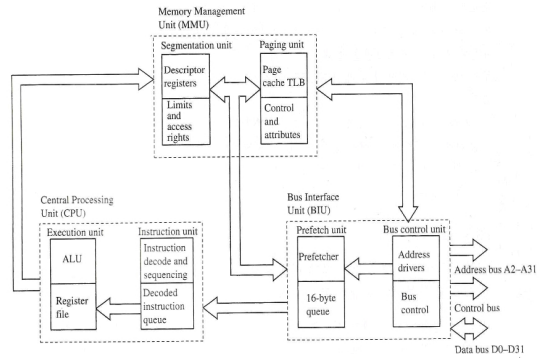 Memory Management
Unit (MMU)
Segmentation unit
Paging unit
Descriptor
registers
Limits
and
access
rights
Page
cache TLB
Control
and
attributes
Central Processing
Unit (CPU)
Execution unit
Instruction unit
ALU
Register
file
Instruction
decode and
sequencing
Decoded
instruction
queue
Bus Interface
Unit (BIU)
Prefetch unit
Bus control unit
Prefetcher
16-byte
queue
Address
drivers
Bus
control
Address bus A2–A31
Control bus
Data bus D0–D31